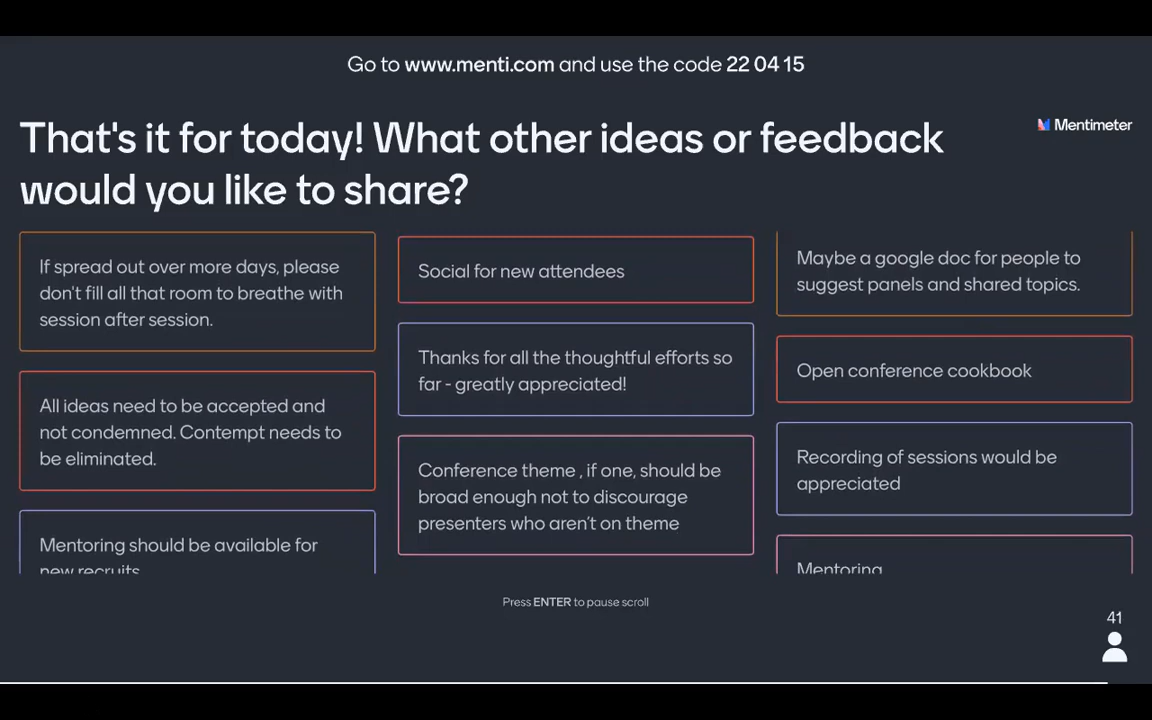 Go to www.menti.com and use the code 22 04 15
That's it for today! What other ideas or feedback
would you like to share?
Mentimeter
If spread out over more days, please
don't fill all that room to breathe with
session after session.
All ideas need to be accepted and
not condemned. Contempt needs to
be eliminated.
Mentoring should be available for
new recruits
Social for new attendees
Thanks for all the thoughtful efforts so
far - greatly appreciated!
Conference theme , if one, should be
broad enough not to discourage
presenters who aren't on theme
Maybe a google doc for people to
suggest panels and shared topics.
Open conference cookbook
Recording of sessions would be
appreciated
Mentoring
Press ENTER to pause scroll
41